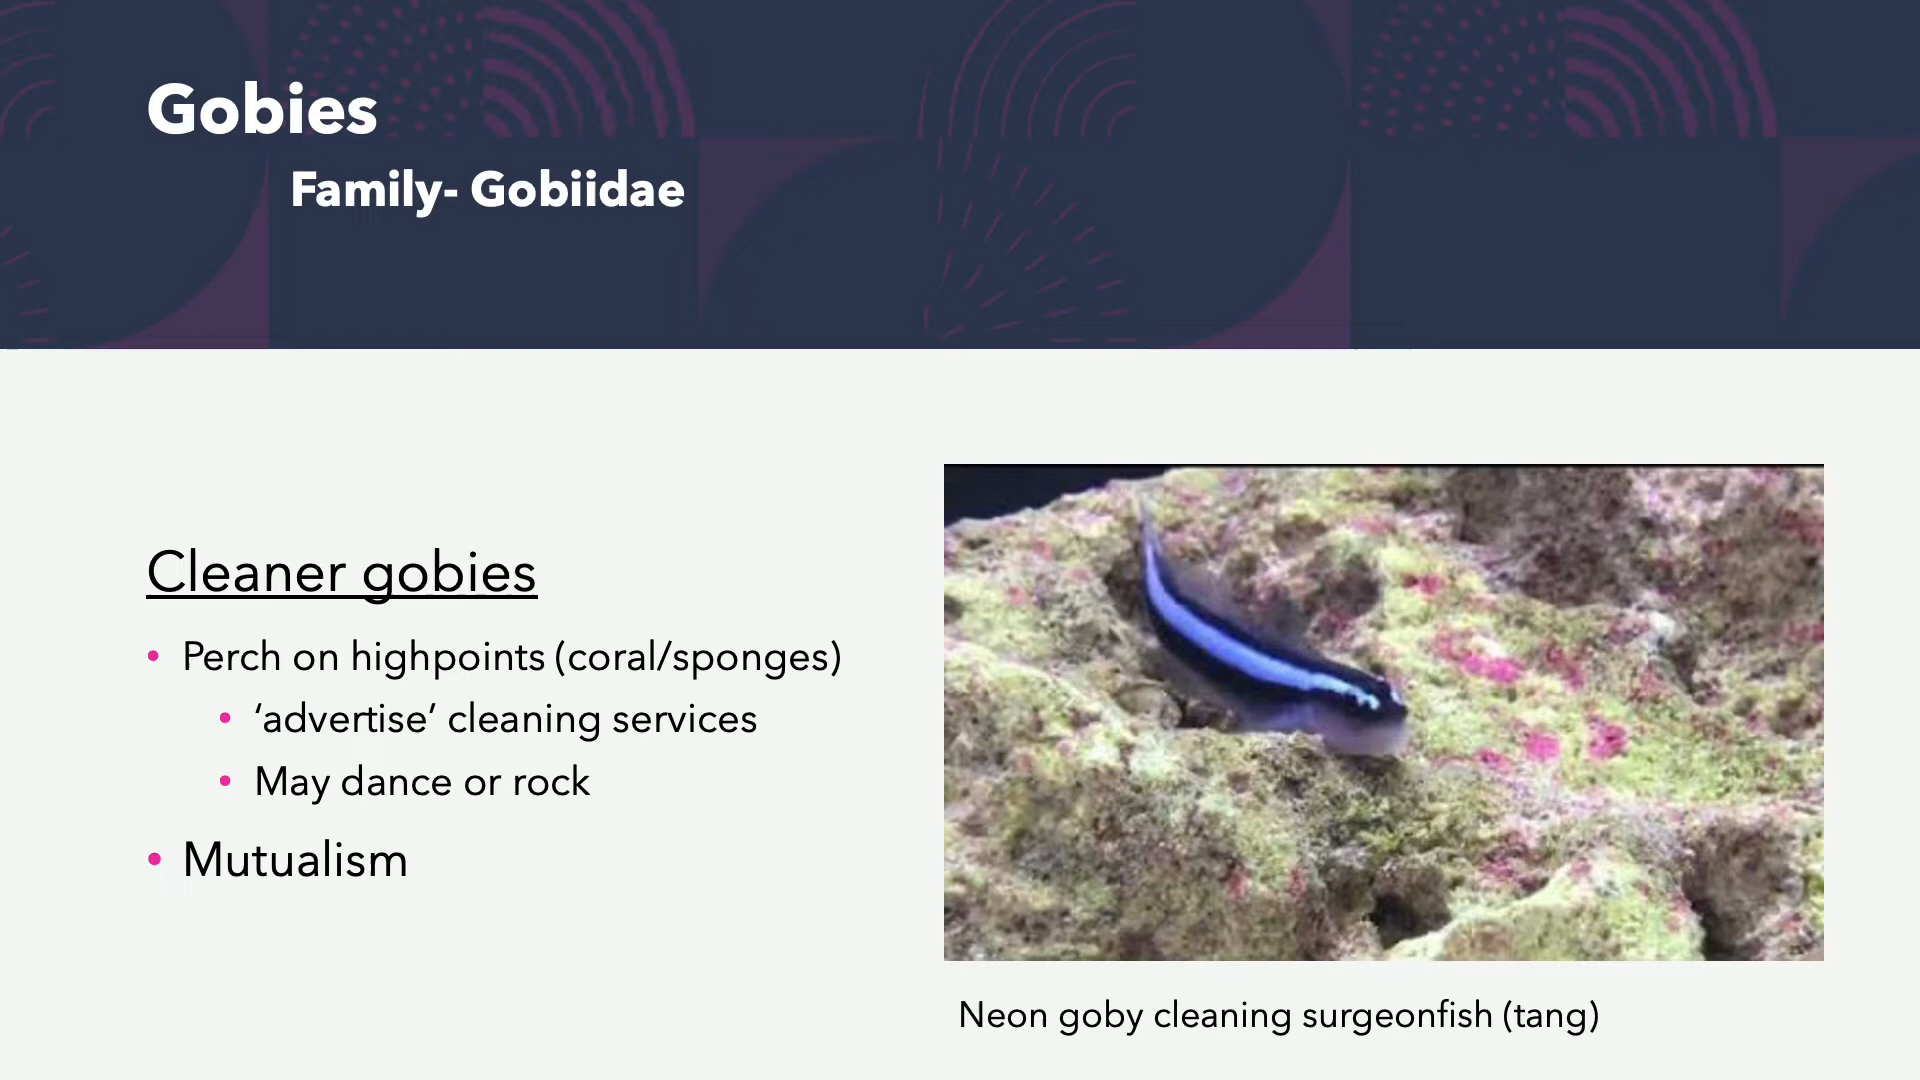 Gobies
Family- Gobiidae
Cleaner gobies
• Perch on highpoints (coral/sponges)
• ‘advertise’ cleaning services
• May dance or rock
• Mutualism
Neon goby cleaning surgeonfish (tang)